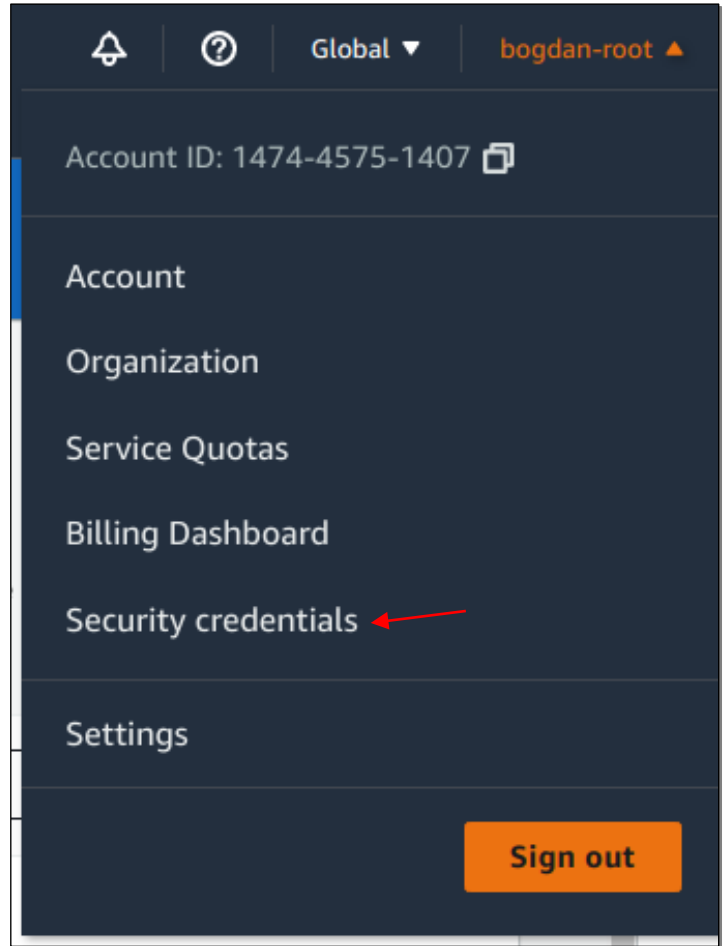 Global bogdan-root
Account ID: 1474-4575-1407
Account
Organization
Service Quotas
Billing Dashboard
Security credentials
Settings
Sign out